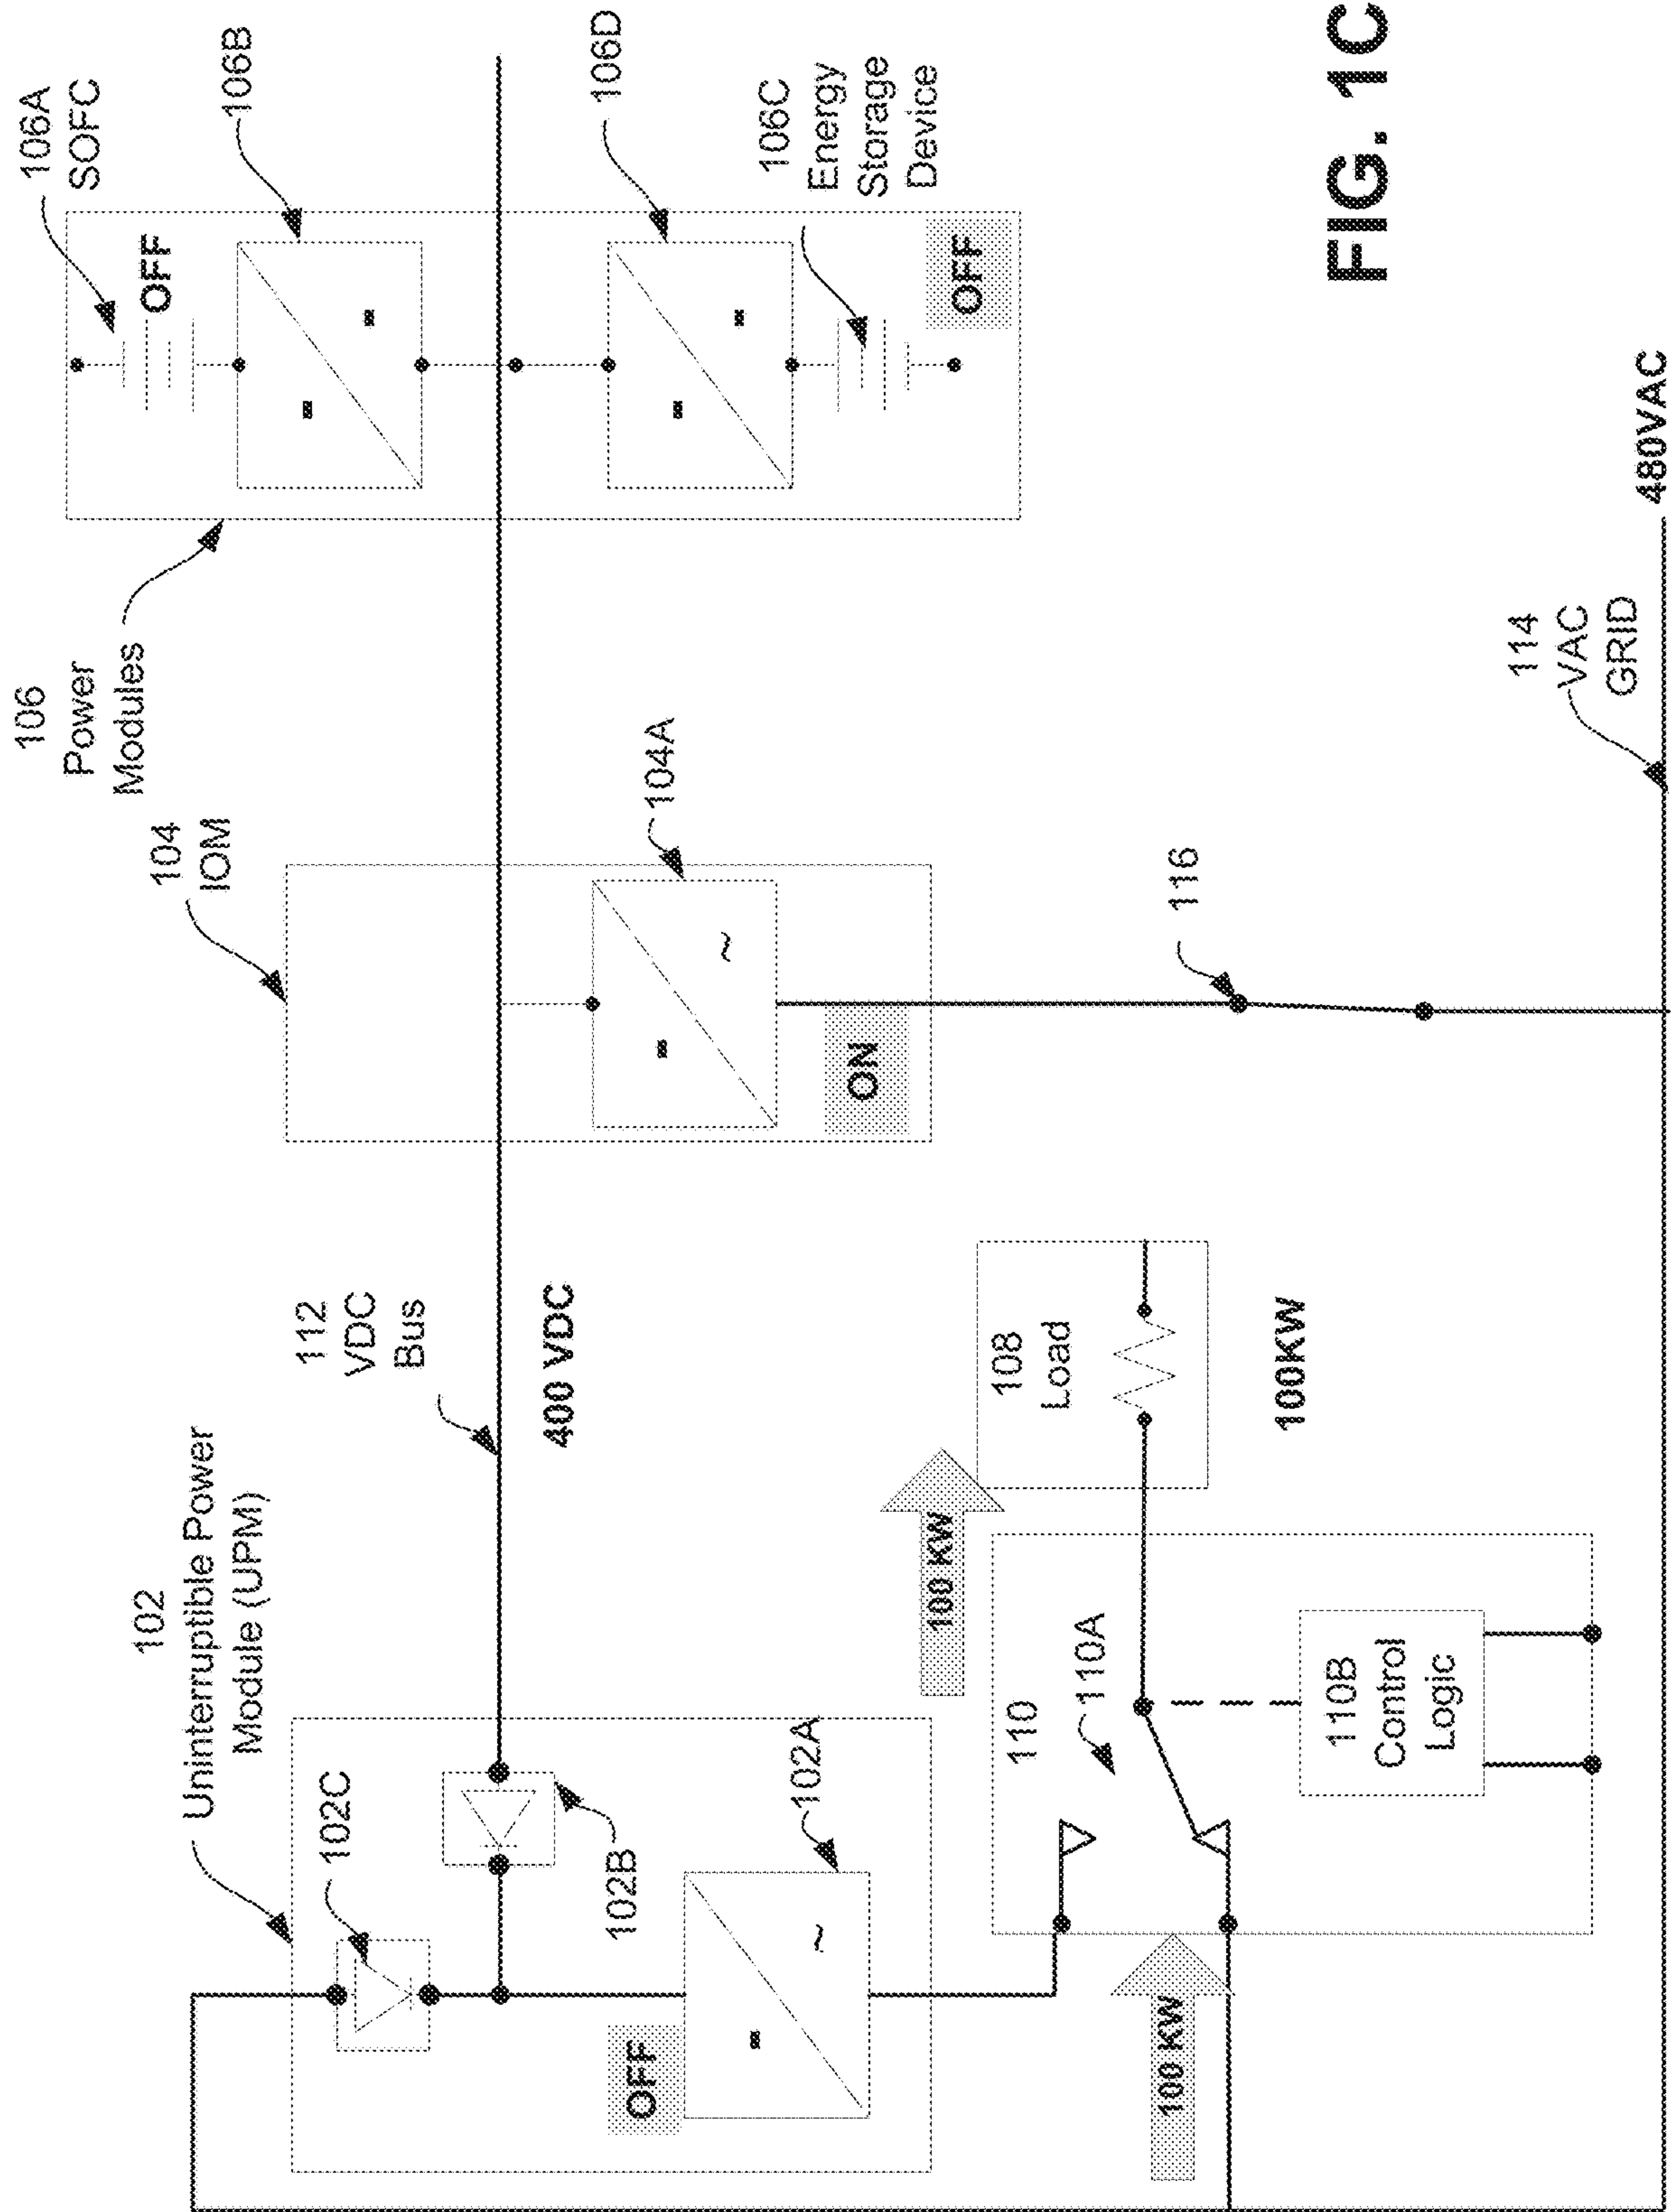 102
Uninterruptible Power
Module (UPM)
102C
102B
102A
OFF
112
VDC
Bus
400 VDC
104
IOM
104A
ON
106
Power
Modules
106A
SOFC
OFF
106B
106D
106C
Energy
Storage
Device
OFF
116
100 KW
108
Load
100KW
100 KW
110
110A
110B
Control
Logic
114
VAC
GRID
480VAC
FIG. 1C